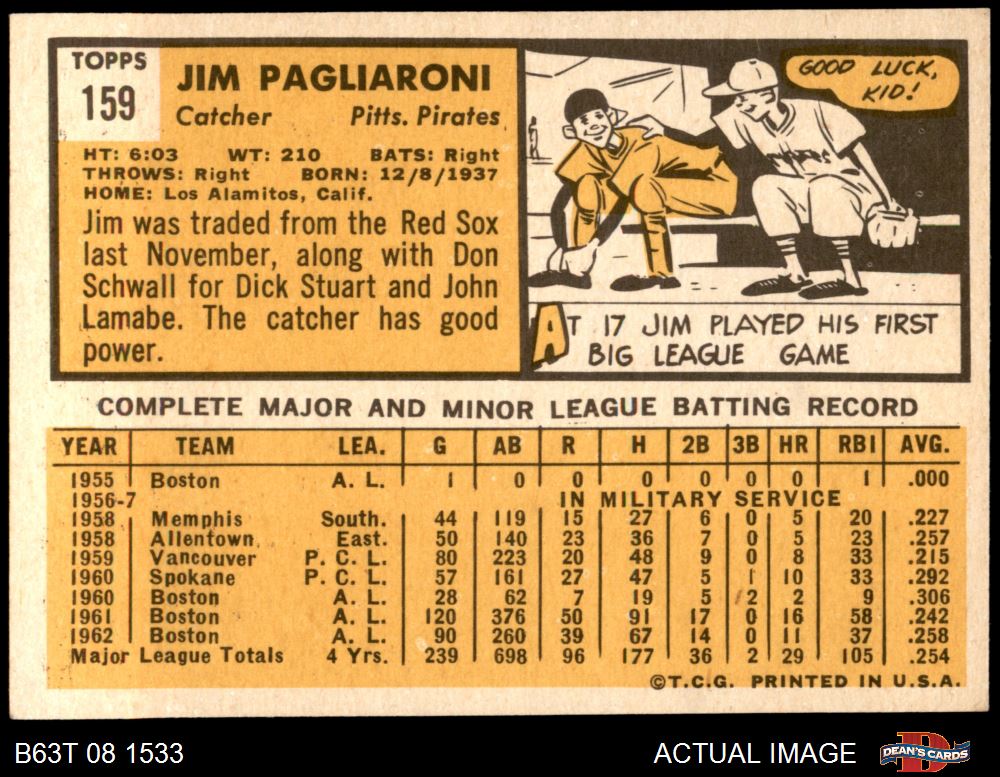 TOPPS
159
JIM PAGLIARONI
Catcher Pitts. Pirates
HT: 6:03 WT: 210 BATS: Right
THROWS: Right BORN: 12/8/1937
HOME: Los Alamitos, Calif.
Jim was traded from the Red Sox
last November, along with Don
Schwall for Dick Stuart and John
Lamabe. The catcher has good
power.
GOOD LUCK,
KID!
AT 17 JIM PLAYED HIS FIRST
BIG LEAGUE GAME
COMPLETE MAJOR AND MINOR LEAGUE BATTING RECORD
YEAR TEAM LEA. G AB R H 2B 3B HR RBI AVG.
1955 Boston A. L. 1 0 0 0 0 0 0 1 .000
1956-7 IN MILITARY SERVICE
1958 Memphis South. 44 119 15 27 6 0 5 20 .227
1958 Allentown East. 50 140 23 36 7 0 5 23 .257
1959 Vancouver P. C. L. 80 223 20 48 9 0 8 33 .215
1960 Spokane P. C. L. 57 161 27 47 5 1 10 33 .292
1960 Boston A. L. 28 62 7 19 5 2 2 9 .306
1961 Boston A. L. 120 376 50 91 17 0 16 58 .242
1962 Boston A. L. 90 260 39 67 14 0 11 37 .258
Major League Totals 4 Yrs. 239 698 96 177 36 2 29 105 .254
©T.C.G. PRINTED IN U.S.A.
B63T 08 1533 ACTUAL IMAGE
DEAN'S CARDS